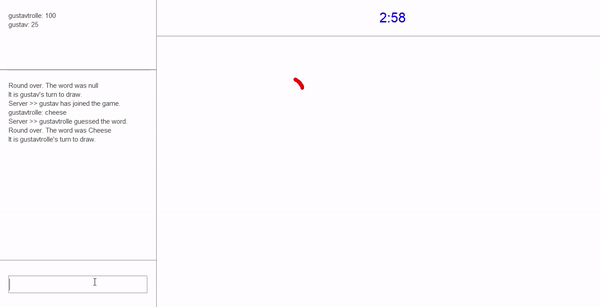 gustavtrolle: 100
gustav: 25
2:58
Round over. The word was null
It is gustav's turn to draw.
Server >> gustav has joined the game.
gustavtrolle: cheese
Server >> gustavtrolle guessed the word.
Round over. The word was Cheese
It is gustavtrolle's turn to draw.